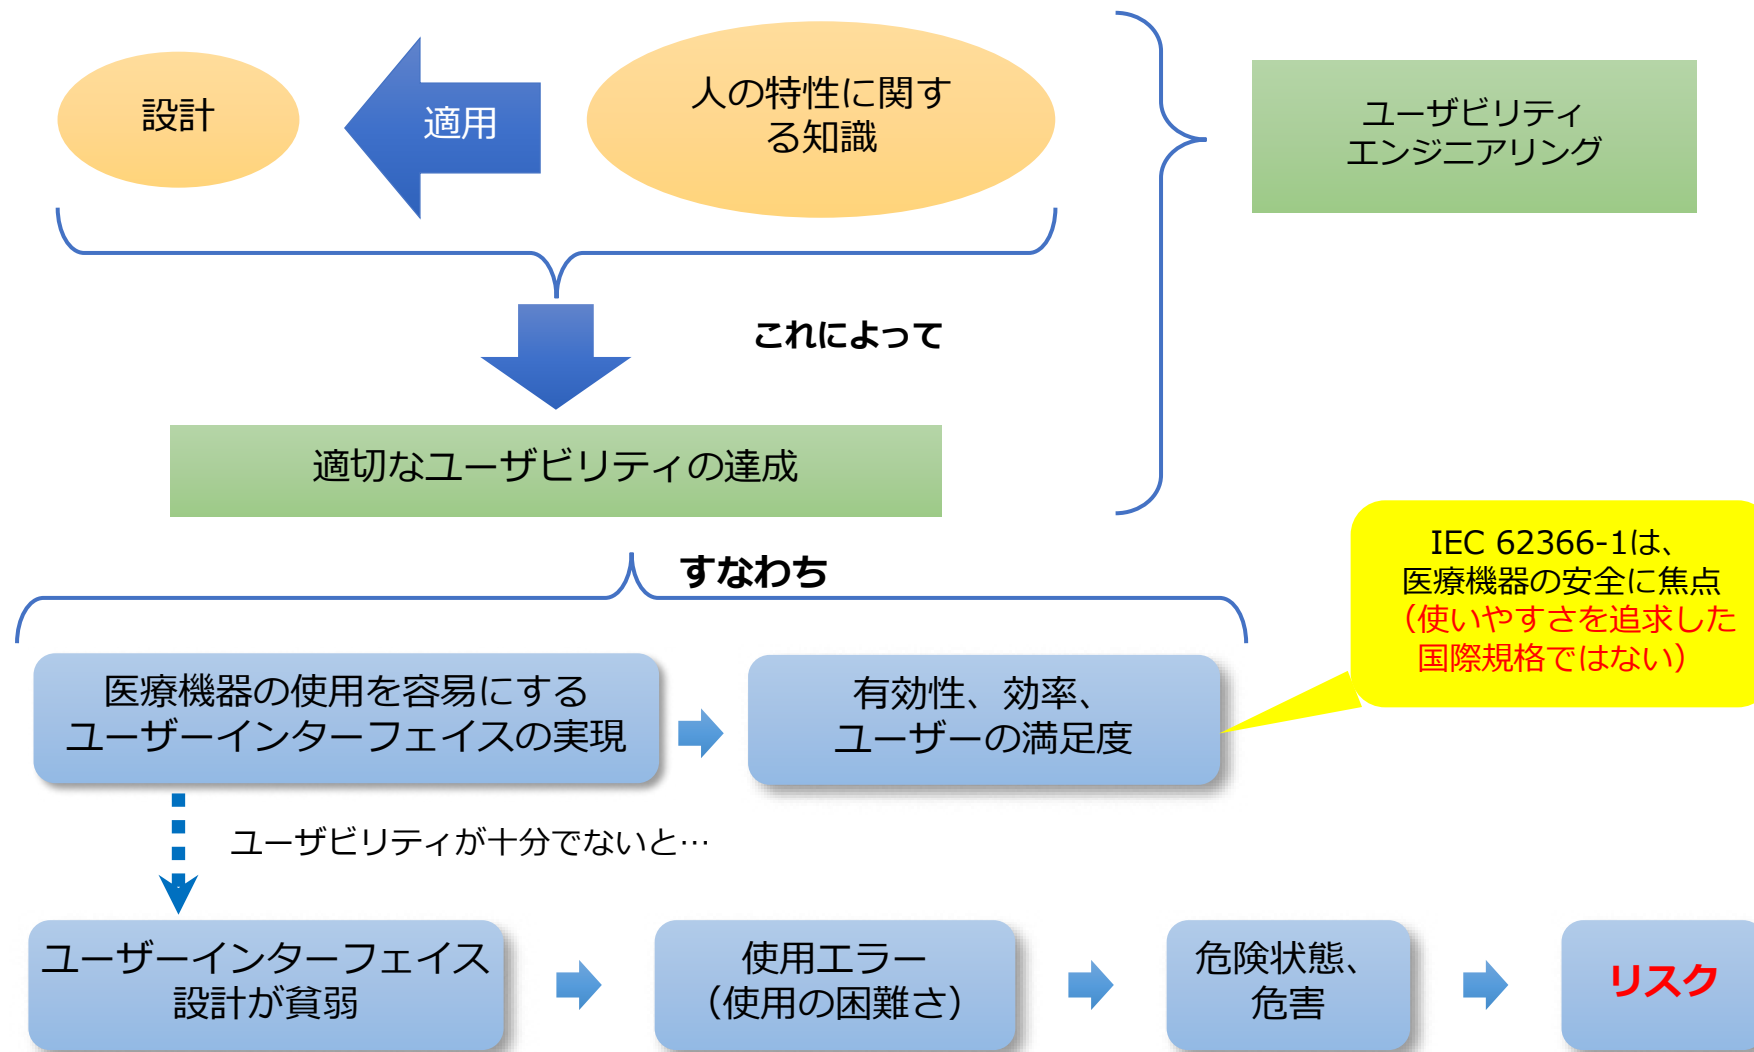 設計
適用
人の特性に関す
る知識
ユーザビリティ
エンジニアリング
これによって
適切なユーザビリティの達成
すなわち
IEC 62366-1は、
医療機器の安全に焦点
（使いやすさを追求した
国際規格ではない）
医療機器の使用を容易にする
ユーザーインターフェイスの実現
有効性、効率、
ユーザーの満足度
ユーザビリティが十分でないと…
ユーザーインターフェイス
設計が貧弱
使用エラー
（使用の困難さ）
危険状態、
危害
リスク